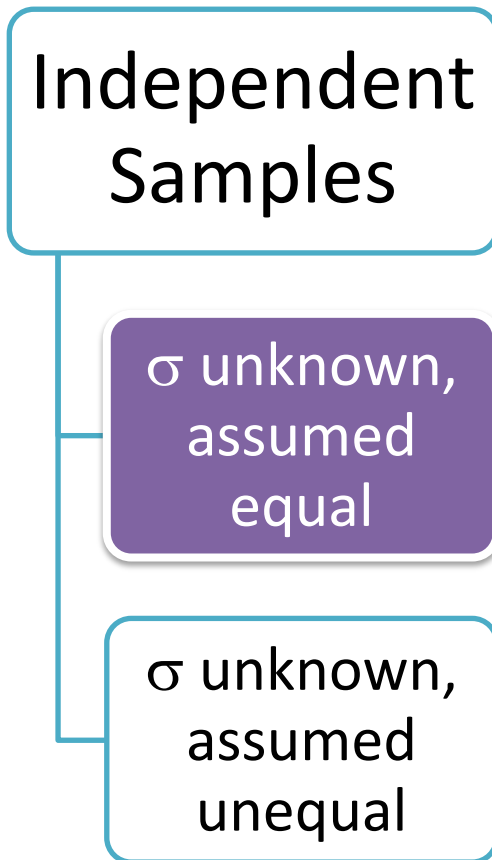 Independent
Samples
σ unknown,
assumed
equal
σ unknown,
assumed
unequal